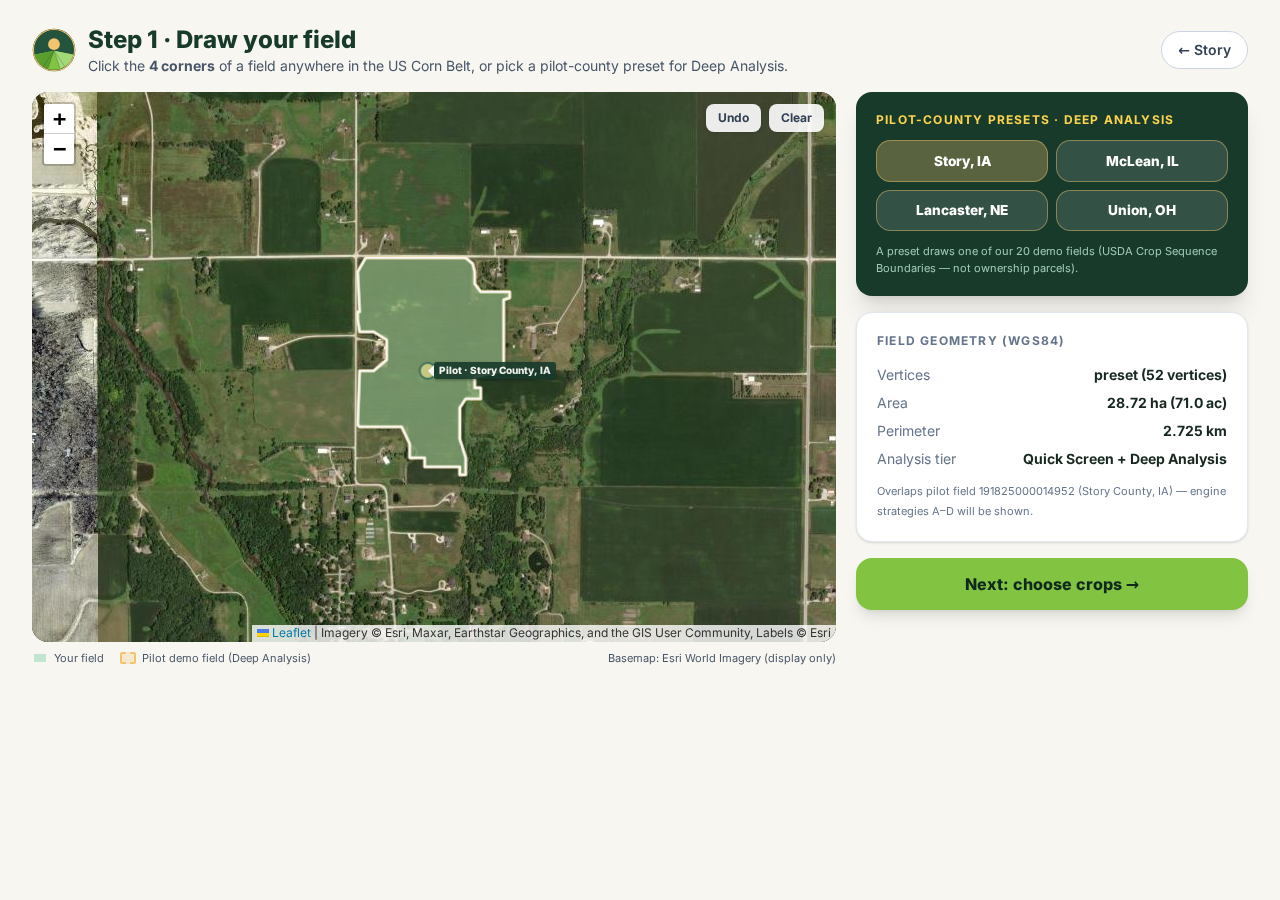 Step 1 · Draw your field
Click the 4 corners of a field anywhere in the US Corn Belt, or pick a pilot-county preset for Deep Analysis.
← Story
+
−
Undo
Clear
Pilot · Story County, IA
Leaflet | Imagery © Esri, Maxar, Earthstar Geographics, and the GIS User Community, Labels © Esri
Your field
Pilot demo field (Deep Analysis)
Basemap: Esri World Imagery (display only)
PILOT-COUNTY PRESETS · DEEP ANALYSIS
Story, IA
McLean, IL
Lancaster, NE
Union, OH
A preset draws one of our 20 demo fields (USDA Crop Sequence
Boundaries — not ownership parcels).
FIELD GEOMETRY (WGS84)
Vertices preset (52 vertices)
Area 28.72 ha (71.0 ac)
Perimeter 2.725 km
Analysis tier Quick Screen + Deep Analysis
Overlaps pilot field 191825000014952 (Story County, IA) — engine
strategies A–D will be shown.
Next: choose crops →